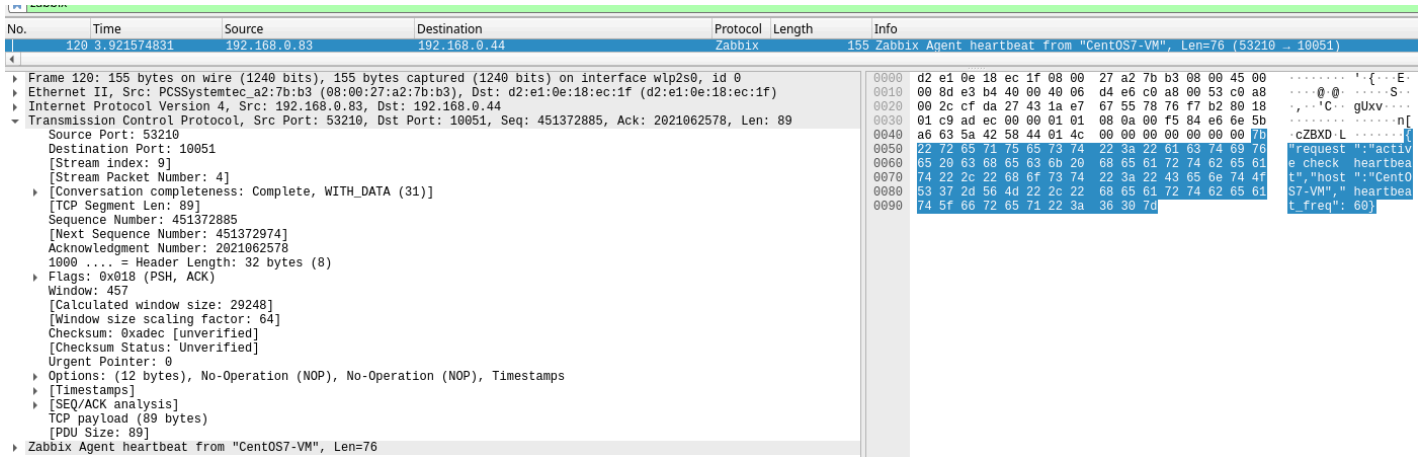 zabbix
No. Time Source Destination Protocol Length Info
120 3.921574831 192.168.0.83 192.168.0.44 Zabbix 155 Zabbix Agent heartbeat from "CentOS7-VM", Len=76 (53210 → 10051)
Frame 120: 155 bytes on wire (1240 bits), 155 bytes captured (1240 bits) on interface wlp2s0, id 0
Ethernet II, Src: PCSSystemtec_a2:7b:b3 (08:00:27:a2:7b:b3), Dst: d2:e1:0e:18:ec:1f (d2:e1:0e:18:ec:1f)
Internet Protocol Version 4, Src: 192.168.0.83, Dst: 192.168.0.44
Transmission Control Protocol, Src Port: 53210, Dst Port: 10051, Seq: 451372885, Ack: 2021062578, Len: 89
Source Port: 53210
Destination Port: 10051
[Stream index: 9]
[Stream Packet Number: 4]
[Conversation completeness: Complete, WITH_DATA (31)]
[TCP Segment Len: 89]
Sequence Number: 451372885
[Next Sequence Number: 451372974]
Acknowledgment Number: 2021062578
1000 .... = Header Length: 32 bytes (8)
Flags: 0x018 (PSH, ACK)
Window: 457
[Calculated window size: 29248]
[Window size scaling factor: 64]
Checksum: 0xadec [unverified]
[Checksum Status: Unverified]
Urgent Pointer: 0
Options: (12 bytes), No-Operation (NOP), No-Operation (NOP), Timestamps
[Timestamps]
[SEQ/ACK analysis]
TCP payload (89 bytes)
[PDU Size: 89]
Zabbix Agent heartbeat from "CentOS7-VM", Len=76
0000 d2 e1 0e 18 ec 1f 08 00 27 a2 7b b3 08 00 45 00 ········ '·{···E·
0010 00 8d e3 b4 40 00 40 06 d4 e6 c0 a8 00 53 c0 a8 ····@·@· ·····S··
0020 00 2c cf da 27 43 1a e7 67 55 78 76 f7 b2 80 18 ·,··'C·· gUxv····
0030 01 c9 ad ec 00 00 01 01 08 0a 00 f5 84 e6 6e 5b ········ ······n[
0040 a6 63 5a 42 58 44 01 4c 00 00 00 00 00 00 00 7b ·cZBXD·L ·······{
0050 22 72 65 71 75 65 73 74 22 3a 22 61 63 74 69 76 "request ":"activ
0060 65 20 63 68 65 63 6b 20 68 65 61 72 74 62 65 61 e check heartbea
0070 74 22 2c 22 68 6f 73 74 22 3a 22 43 65 6e 74 4f t","host ":"CentO
0080 53 37 2d 56 4d 22 2c 22 68 65 61 72 74 62 65 61 S7-VM"," heartbea
0090 74 5f 66 72 65 71 22 3a 36 30 7d t_freq": 60}